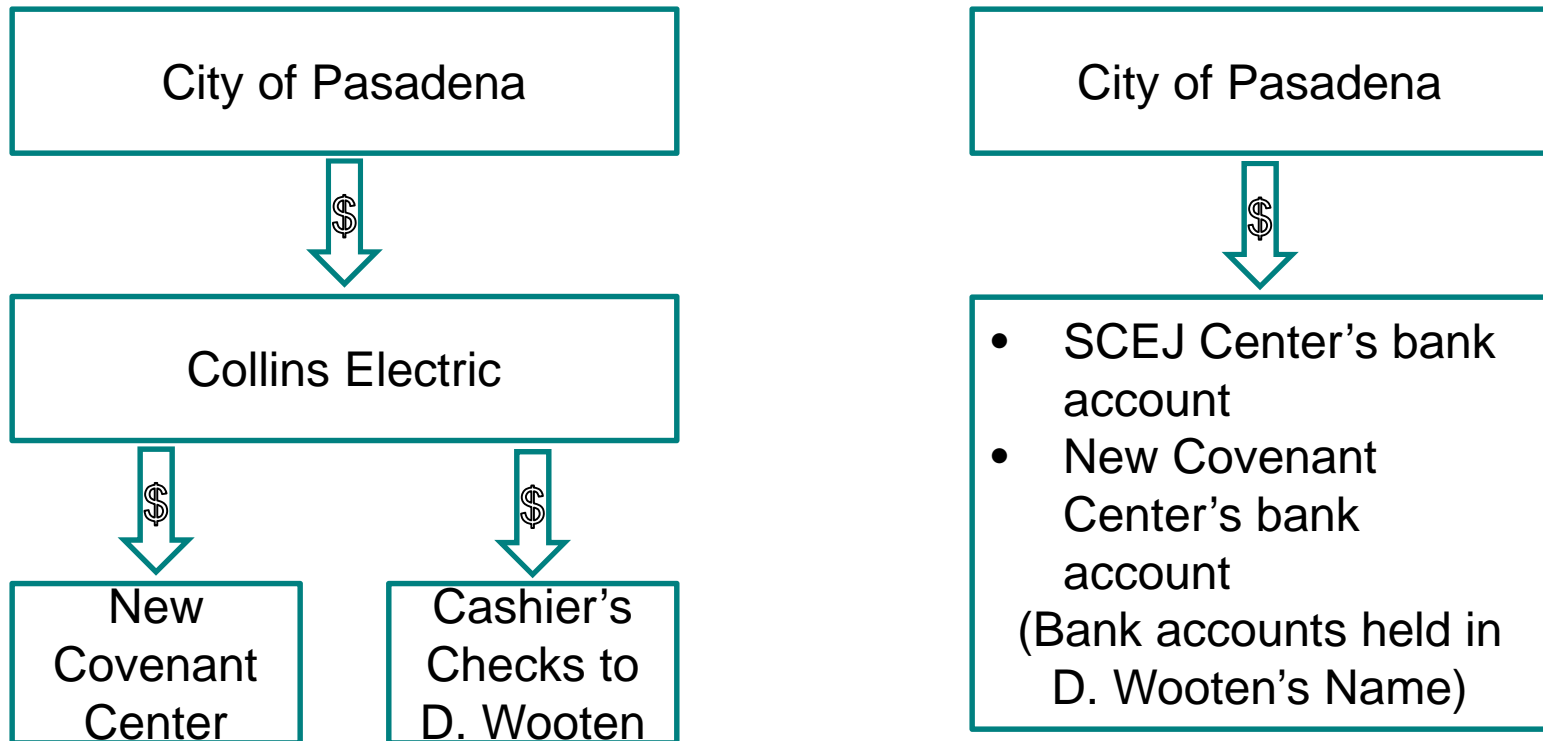 City of Pasadena
$
Collins Electric
$
$
New
Covenant
Center
Cashier's
Checks to
D. Wooten
City of Pasadena
$
• SCEJ Center's bank
account
• New Covenant
Center's bank
account
(Bank accounts held in
D. Wooten's Name)